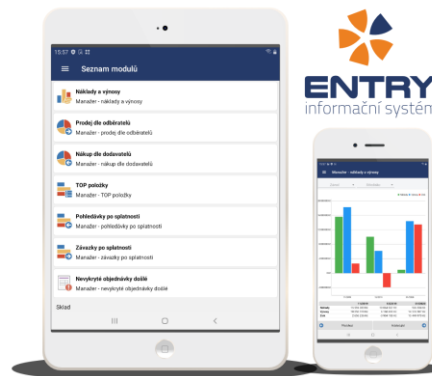 15:57
Seznam modulů
Náklady a výnosy
Manažer - náklady a výnosy
Prodej dle odběratelů
Manažer - prodej dle odběratelů
Nákup dle dodavatelů
Manažer - nákup dle dodavatelů
TOP položky
Manažer - TOP položky
Pohledávky po splatnosti
Manažer - pohledávky po splatnosti
Závazky po splatnosti
Manažer - závazky po splatnosti
Nevykryté objednávky došlé
Manažer - nevykryté objednávky došlé
Sklad
ENTRY
informační systém
Manažer - náklady a výnosy